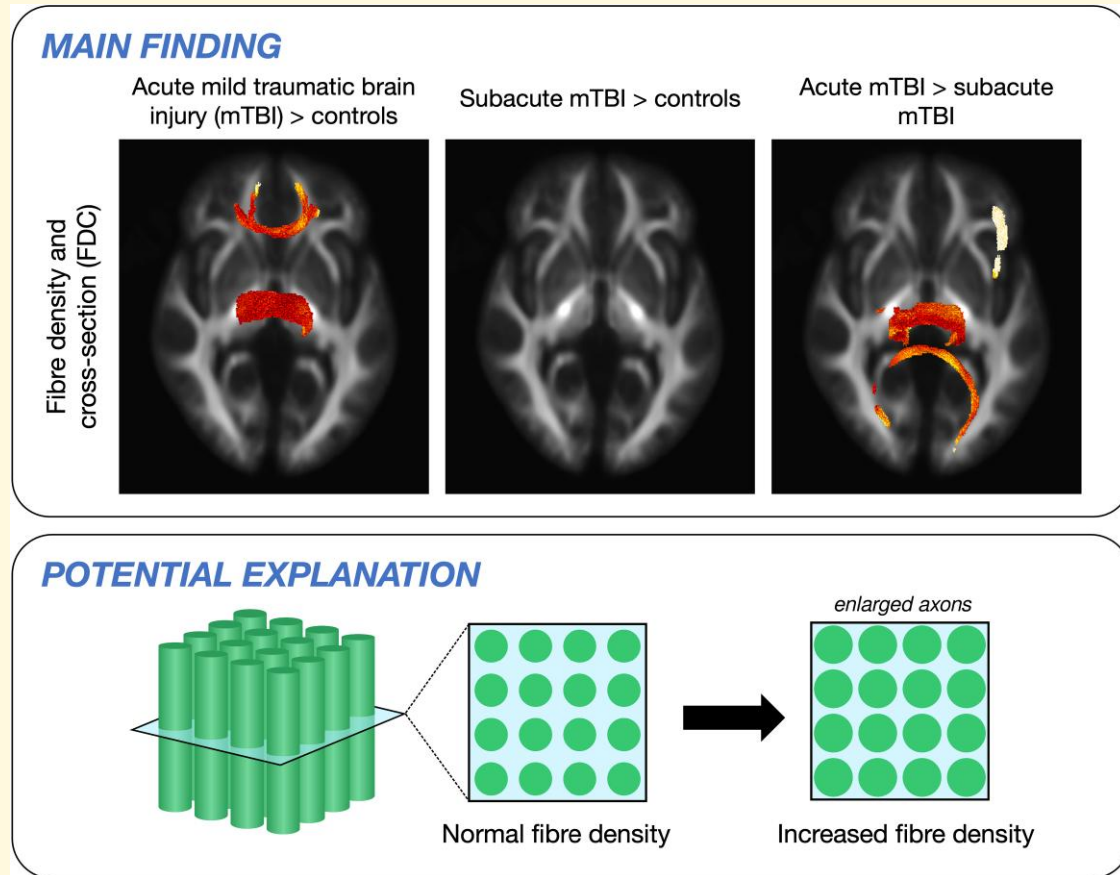 MAIN FINDING
Acute mild traumatic brain
injury (mTBI) > controls
Subacute mTBI > controls
Acute mTBI > subacute
mTBI
Fibre density and
cross-section (FDC)
POTENTIAL EXPLANATION
enlarged axons
Normal fibre density
Increased fibre density